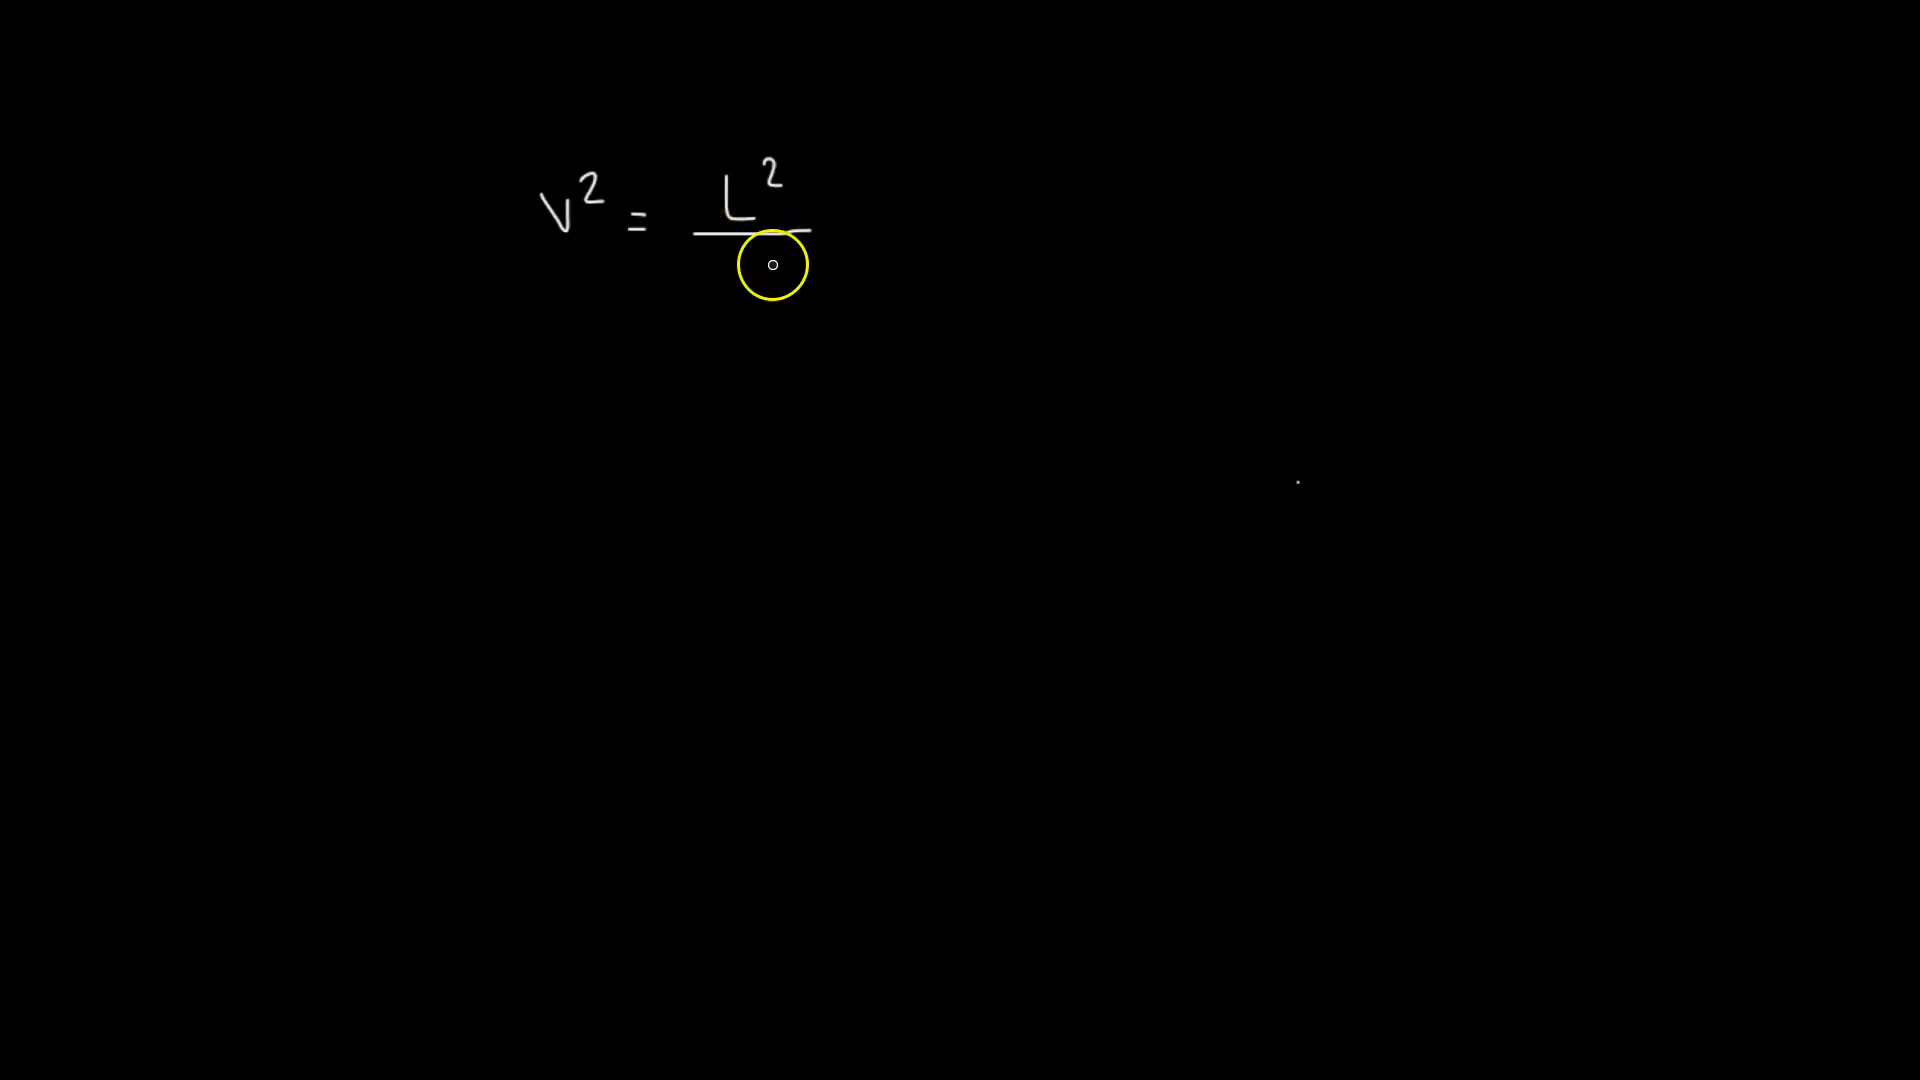 V² = L²